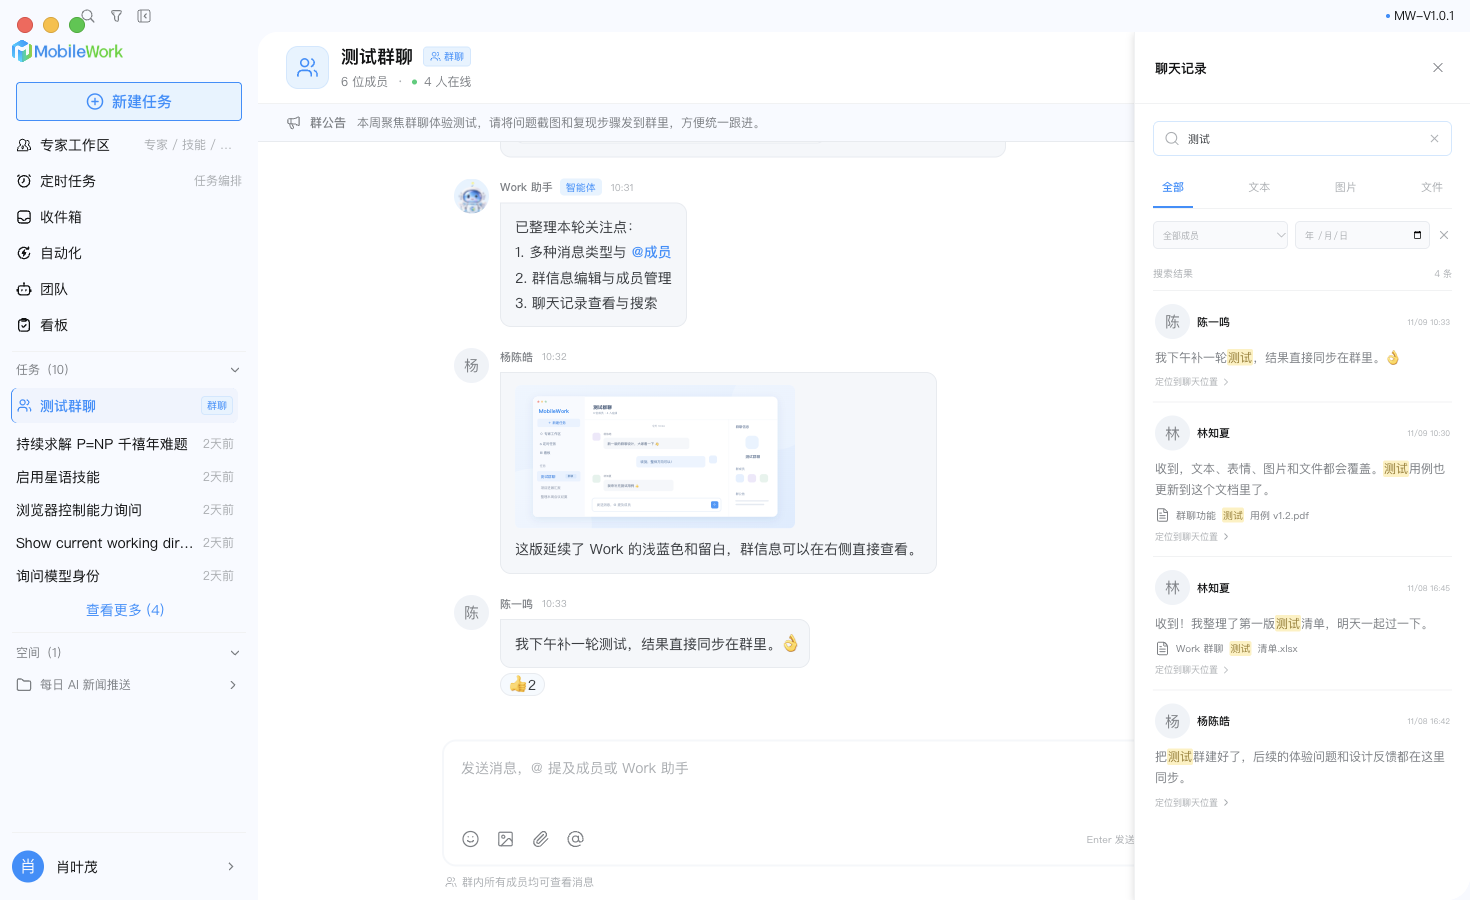 MW-V1.0.1
MobileWork
新建任务
专家工作区 专家 / 技能 / ...
定时任务 任务编排
收件箱
自动化
团队
看板
任务 (10)
测试群聊 群聊
持续求解 P=NP 千禧年难题 2天前
启用星语技能 2天前
浏览器控制能力询问 2天前
Show current working dir... 2天前
询问模型身份 2天前
查看更多 (4)
空间 (1)
每日 AI 新闻推送
肖 肖叶茂
测试群聊 群聊
6 位成员 · 4 人在线
群公告 本周聚焦群聊体验测试，请将问题截图和复现步骤发到群里，方便统一跟进。
Work 助手 智能体 10:31
已整理本轮关注点：
1. 多种消息类型与 @成员
2. 群信息编辑与成员管理
3. 聊天记录查看与搜索
杨 杨陈皓 10:32
MobileWork
测试群聊
这版延续了 Work 的浅蓝色和留白，群信息可以在右侧直接查看。
陈 陈一鸣 10:33
我下午补一轮测试，结果直接同步在群里。👌
👍2
发送消息，@ 提及成员或 Work 助手
Enter 发送
群内所有成员均可查看消息
聊天记录
测试
全部 文本 图片 文件
全部成员 年 / 月 / 日
搜索结果 4 条
陈 陈一鸣 11/09 10:33
我下午补一轮测试，结果直接同步在群里。👌
定位到聊天位置
林 林知夏 11/09 10:30
收到，文本、表情、图片和文件都会覆盖。测试用例也
更新到这个文档里了。
群聊功能 测试 用例 v1.2.pdf
定位到聊天位置
林 林知夏 11/08 16:45
收到！我整理了第一版测试清单，明天一起过一下。
Work 群聊 测试 清单.xlsx
定位到聊天位置
杨 杨陈皓 11/08 16:42
把测试群建好了，后续的体验问题和设计反馈都在这里
同步。
定位到聊天位置